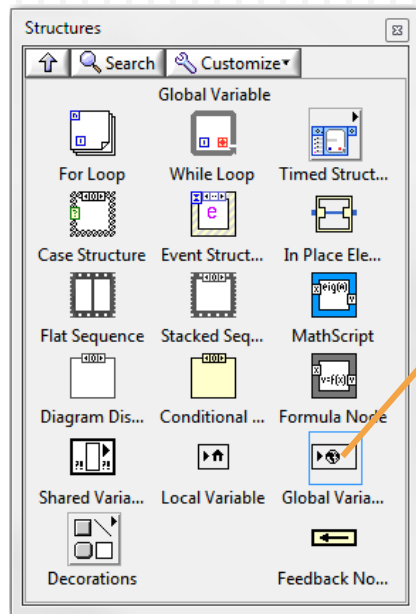 Structures
Search Customize
Global Variable
For Loop While Loop Timed Struct...
Case Structure Event Struct... In Place Ele...
eig(A)
Flat Sequence Stacked Seq... MathScript
v=f(x)
Diagram Dis... Conditional ... Formula Node
Shared Varia... Local Variable Global Varia...
Decorations Feedback No...